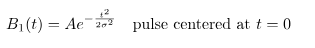 $B_1(t) = Ae^{-\frac{t^2}{2\sigma^2}}$ pulse centered at $t = 0$